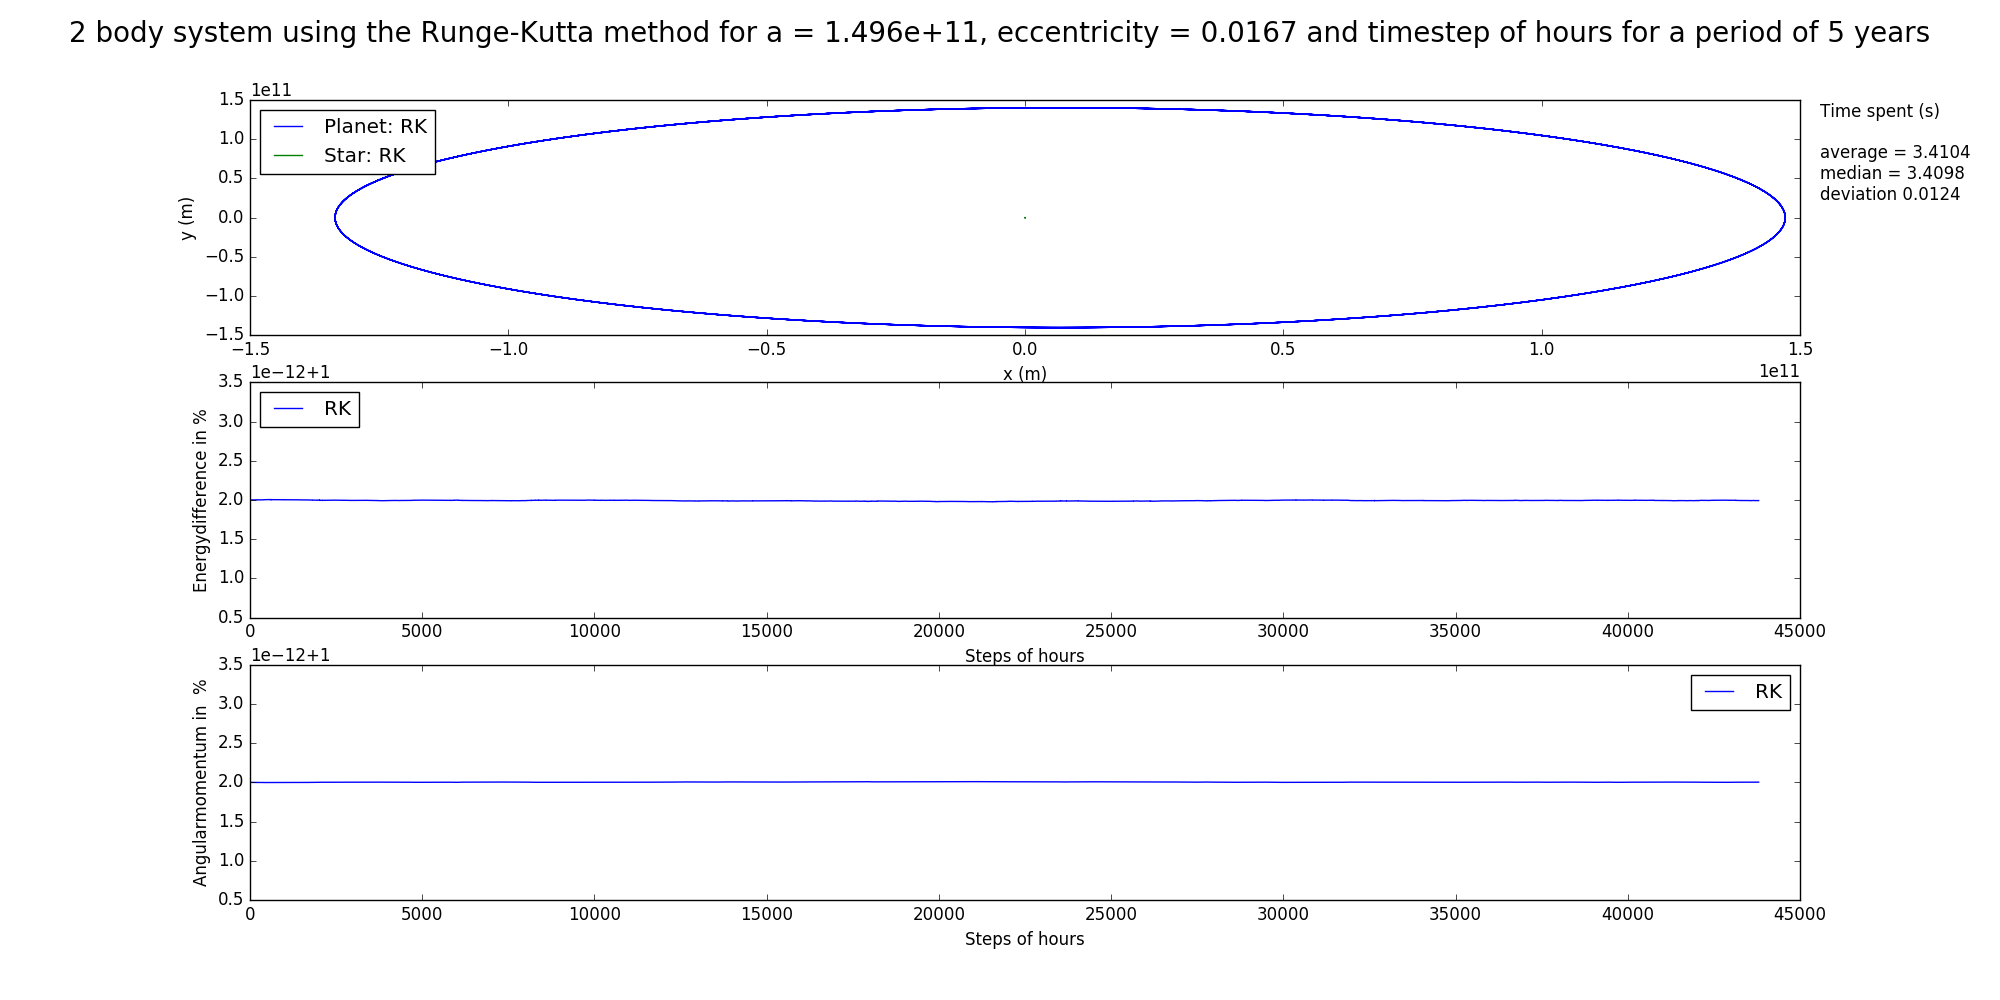 2 body system using the Runge-Kutta method for a = 1.496e+11, eccentricity = 0.0167 and timestep of hours for a period of 5 years
1e11
Planet: RK
Star: RK
1.5
1.0
0.5
0.0
−0.5
−1.0
−1.5
y (m)
−1.5 −1.0 −0.5 0.0 0.5 1.0 1.5
x (m)
1e11
Time spent (s)
average = 3.4104
median = 3.4098
deviation 0.0124
1e−12+1
RK
3.5
3.0
2.5
2.0
1.5
1.0
0.5
Energydifference in %
0 5000 10000 15000 20000 25000 30000 35000 40000 45000
Steps of hours
1e−12+1
RK
3.5
3.0
2.5
2.0
1.5
1.0
0.5
Angularmomentum in %
0 5000 10000 15000 20000 25000 30000 35000 40000 45000
Steps of hours